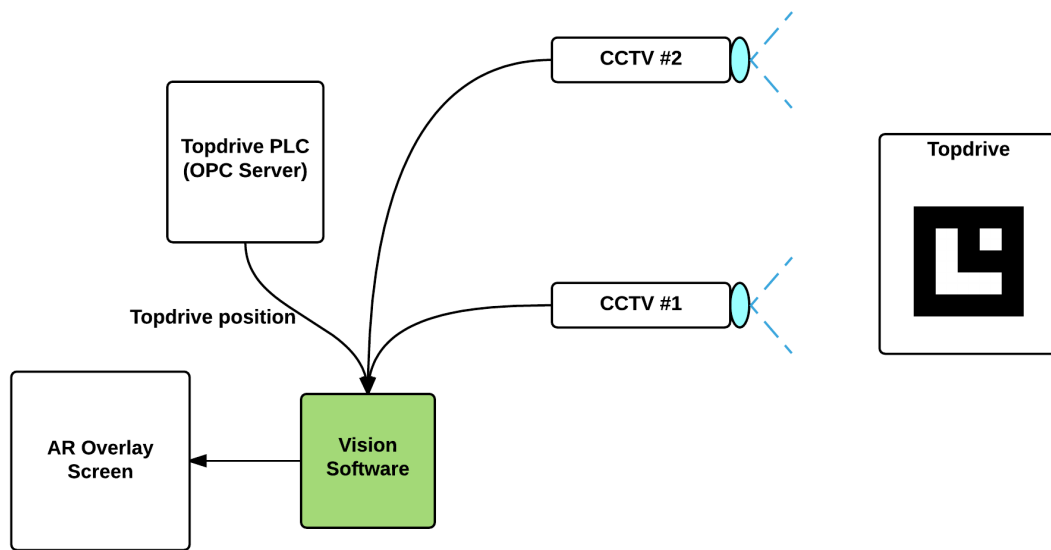 CCTV #2
Topdrive PLC
(OPC Server)
Topdrive
CCTV #1
Topdrive position
AR Overlay
Screen
Vision
Software